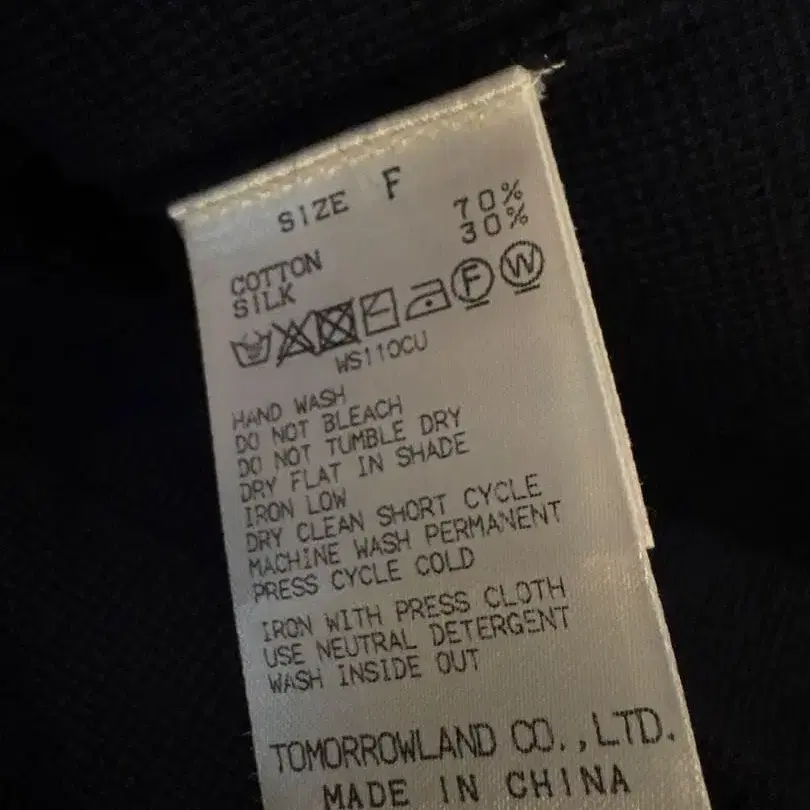 SIZE F
COTTON 70%
SILK 30%
F W
WS110CU
HAND WASH
DO NOT BLEACH
DO NOT TUMBLE DRY
DRY FLAT IN SHADE
IRON LOW
DRY CLEAN SHORT CYCLE
MACHINE WASH PERMANENT
PRESS CYCLE COLD
IRON WITH PRESS CLOTH
USE NEUTRAL DETERGENT
WASH INSIDE OUT
TOMORROWLAND CO.,LTD.
MADE IN CHINA